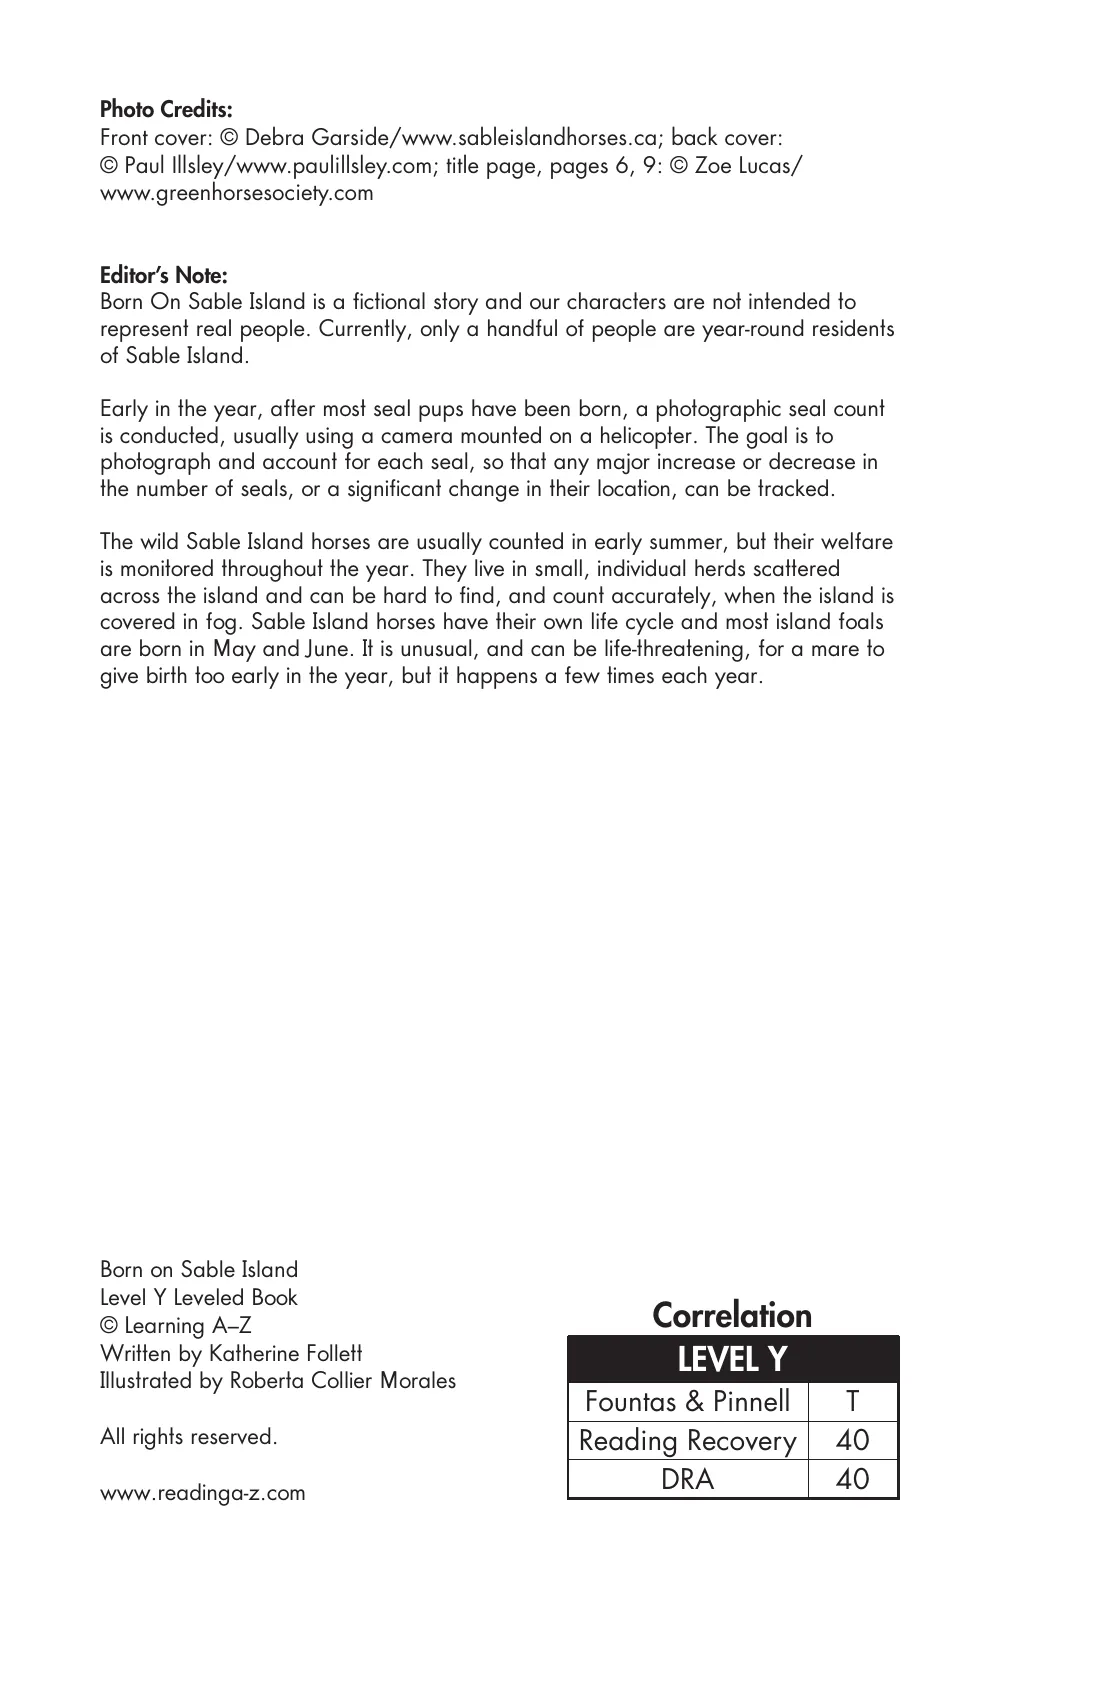 Photo Credits:
Front cover: © Debra Garside/www.sableislandhorses.ca; back cover:
© Paul Illsley/www.paulillsley.com; title page, pages 6, 9: © Zoe Lucas/
www.greenhorsesociety.com
Editor's Note:
Born On Sable Island is a fictional story and our characters are not intended to
represent real people. Currently, only a handful of people are year-round residents
of Sable Island.
Early in the year, after most seal pups have been born, a photographic seal count
is conducted, usually using a camera mounted on a helicopter. The goal is to
photograph and account for each seal, so that any major increase or decrease in
the number of seals, or a significant change in their location, can be tracked.
The wild Sable Island horses are usually counted in early summer, but their welfare
is monitored throughout the year. They live in small, individual herds scattered
across the island and can be hard to find, and count accurately, when the island is
covered in fog. Sable Island horses have their own life cycle and most island foals
are born in May and June. It is unusual, and can be life-threatening, for a mare to
give birth too early in the year, but it happens a few times each year.
Born on Sable Island
Level Y Leveled Book
© Learning A–Z
Written by Katherine Follett
Illustrated by Roberta Collier Morales
All rights reserved.
www.readinga-z.com
Correlation
LEVEL Y
Fountas & Pinnell T
Reading Recovery 40
DRA 40